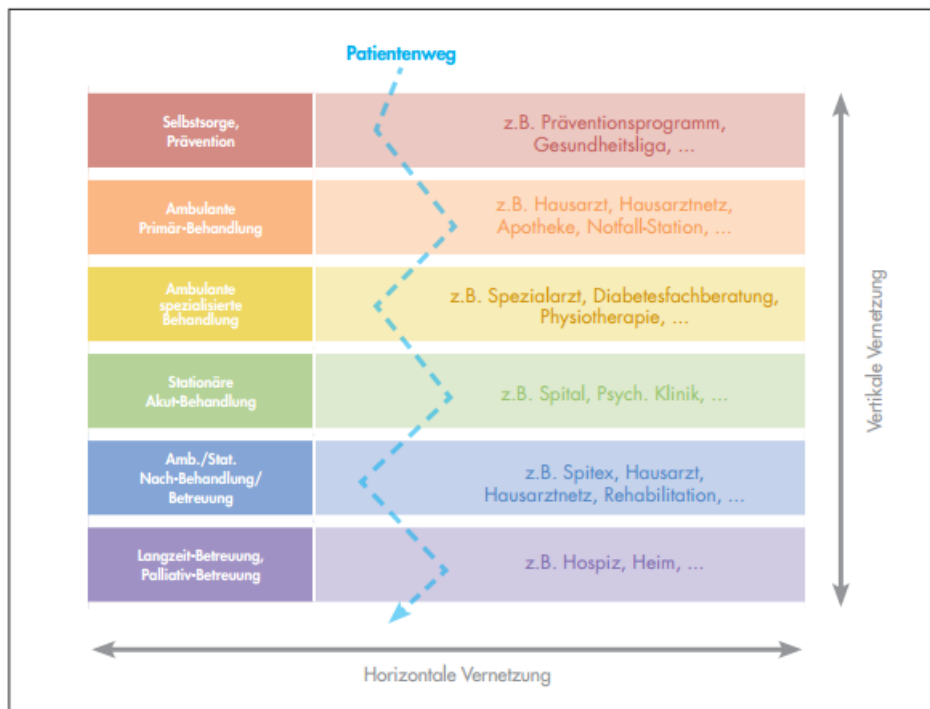 Patientenweg
Selbstsorge,
Prävention
z.B. Präventionsprogramm,
Gesundheitsliga, ...
Ambulante
Primär-Behandlung
z.B. Hausarzt, Hausarztnetz,
Apotheke, Notfall-Station, ...
Ambulante
spezialisierte
Behandlung
z.B. Spezialarzt, Diabetesfachberatung,
Physiotherapie, ...
Stationäre
Akut-Behandlung
z.B. Spital, Psych. Klinik, ...
Amb./Stat.
Nach-Behandlung/
Betreuung
z.B. Spitex, Hausarzt,
Hausarztnetz, Rehabilitation, ...
Langzeit-Betreuung,
Palliativ-Betreuung
z.B. Hospiz, Heim, ...
Vertikale Vernetzung
Horizontale Vernetzung